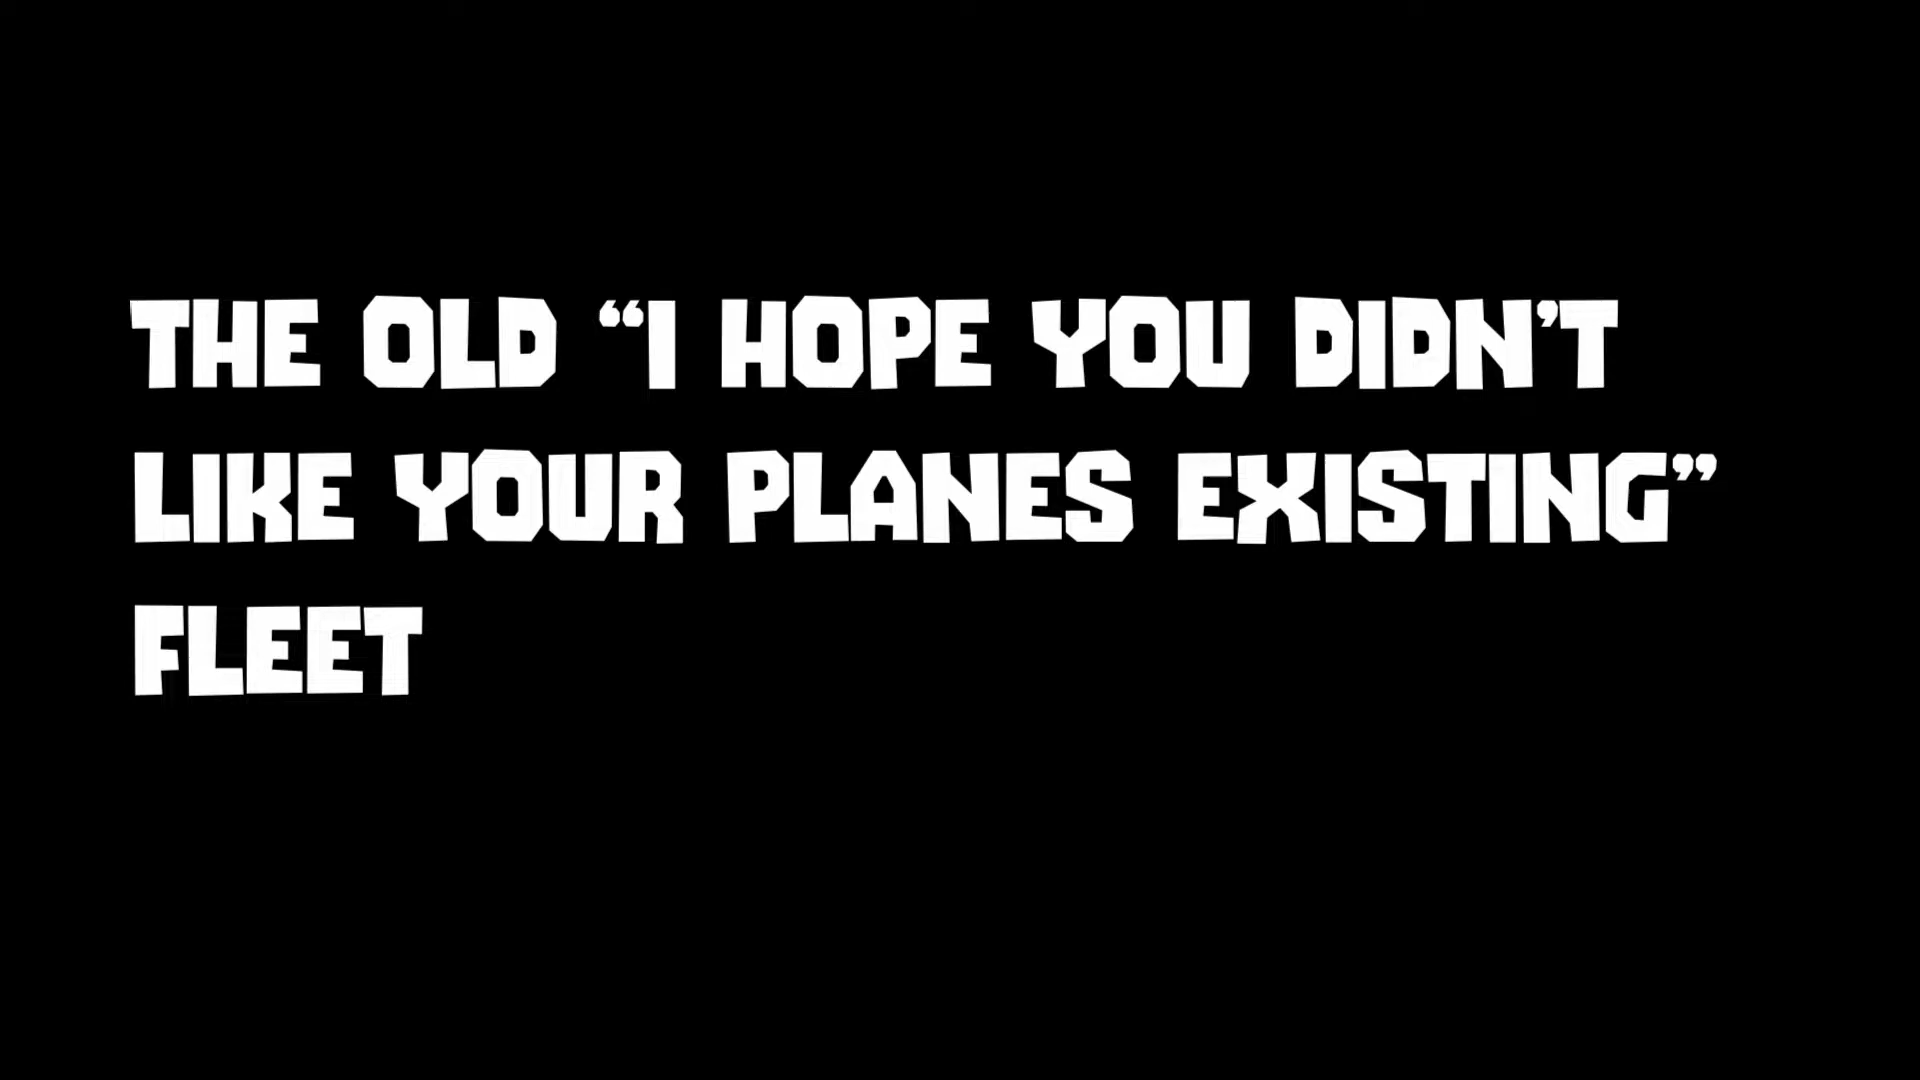 THE OLD “I HOPE YOU DIDN’T
LIKE YOUR PLANES EXISTING”
FLEET